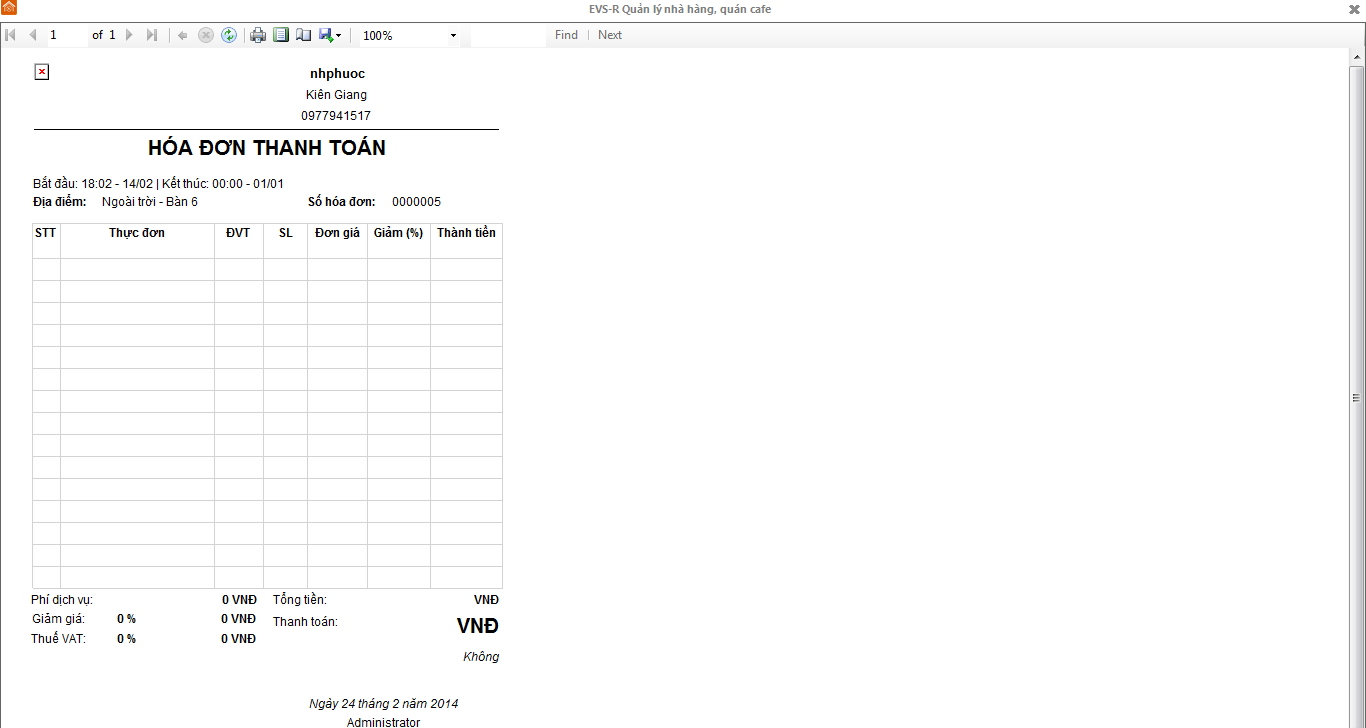 EVS-R Quản lý nhà hàng, quán cafe
1 of 1 100% Find | Next
nhphuoc
Kiên Giang
0977941517
HÓA ĐƠN THANH TOÁN
Bắt đầu: 18:02 - 14/02 | Kết thúc: 00:00 - 01/01
Địa điểm: Ngoài trời - Bàn 6 Số hóa đơn: 0000005
STT Thực đơn ĐVT SL Đơn giá Giảm (%) Thành tiền
Phí dịch vụ: 0 VNĐ Tổng tiền: VNĐ
Giảm giá: 0 % 0 VNĐ Thanh toán: VNĐ
Thuế VAT: 0 % 0 VNĐ
Không
Ngày 24 tháng 2 năm 2014
Administrator